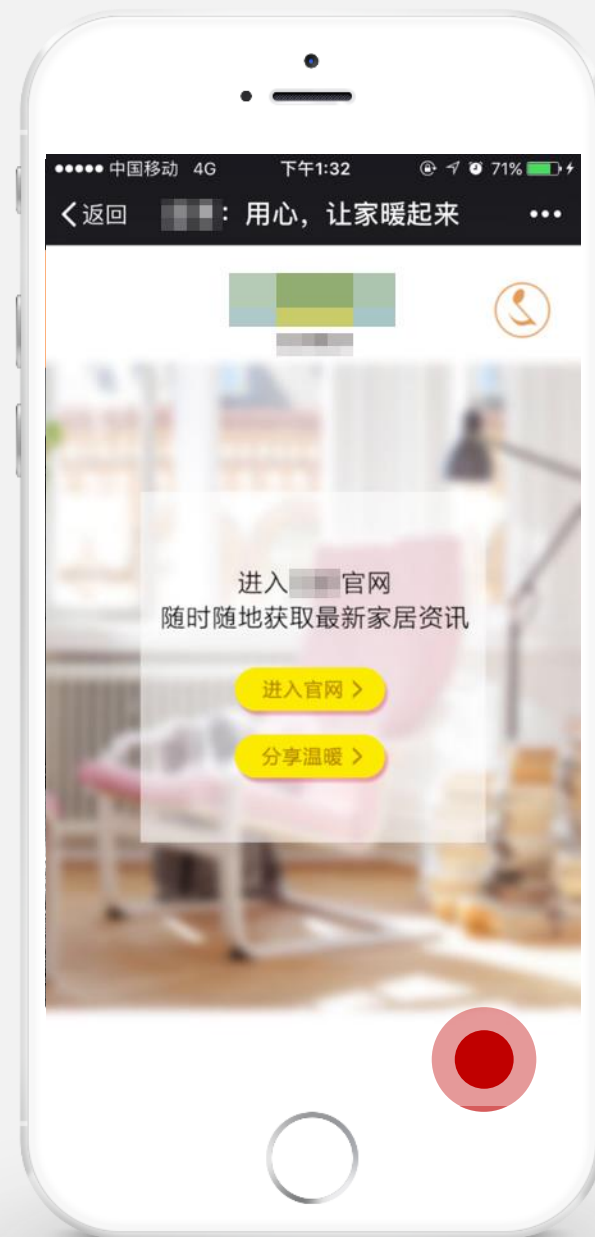 中国移动 4G 下午1:32 71%
返回 : 用心，让家暖起来
进入 官网
随时随地获取最新家居资讯
进入官网 >
分享温暖 >